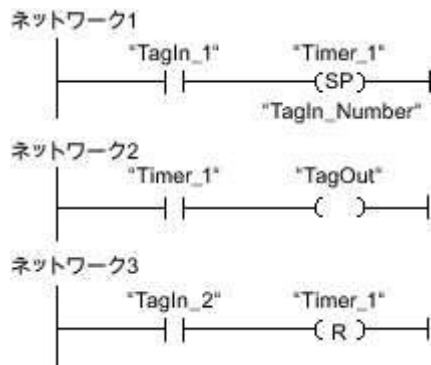 ネットワーク1
"TagIn_1" "Timer_1"
SP
"TagIn_Number"
ネットワーク2
"Timer_1" "TagOut"
ネットワーク3
"TagIn_2" "Timer_1"
R